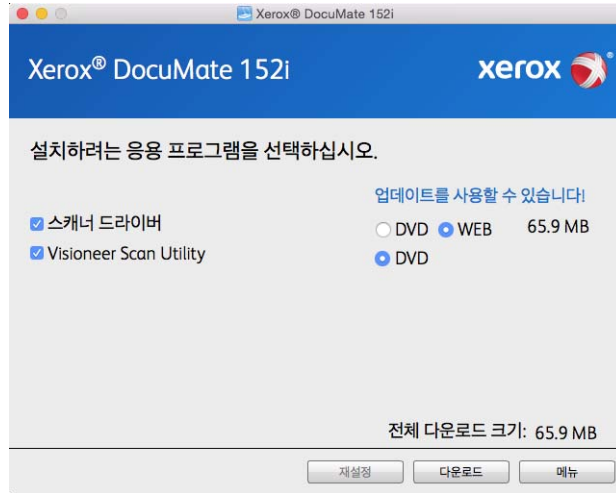 Xerox® DocuMate 152i
Xerox® DocuMate 152i
xerox®
설치하려는 응용 프로그램을 선택하십시오.
업데이트를 사용할 수 있습니다!
스캐너 드라이버 DVD WEB 65.9 MB
Visioneer Scan Utility DVD
전체 다운로드 크기: 65.9 MB
재설정 다운로드 메뉴